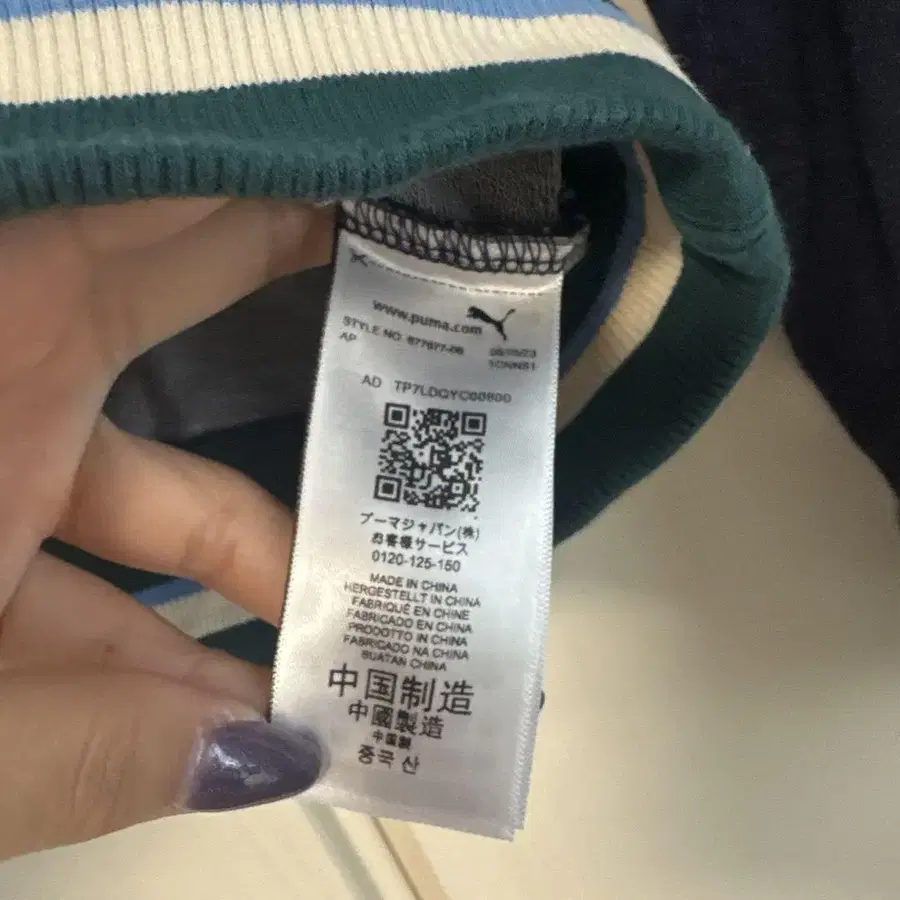 www.puma.com
STYLE NO. 677677-06
AP
AD TP7LDQYC00800
プーマジャパン(株)
お客様サービス
0120-125-150
MADE IN CHINA
HERGESTELLT IN CHINA
FABRIQUÉ EN CHINE
FABRICADO EN CHINA
PRODOTTO IN CHINA
FABRICADO NA CHINA
BUATAN CHINA
中国制造
中國製造
中国製
중국 산